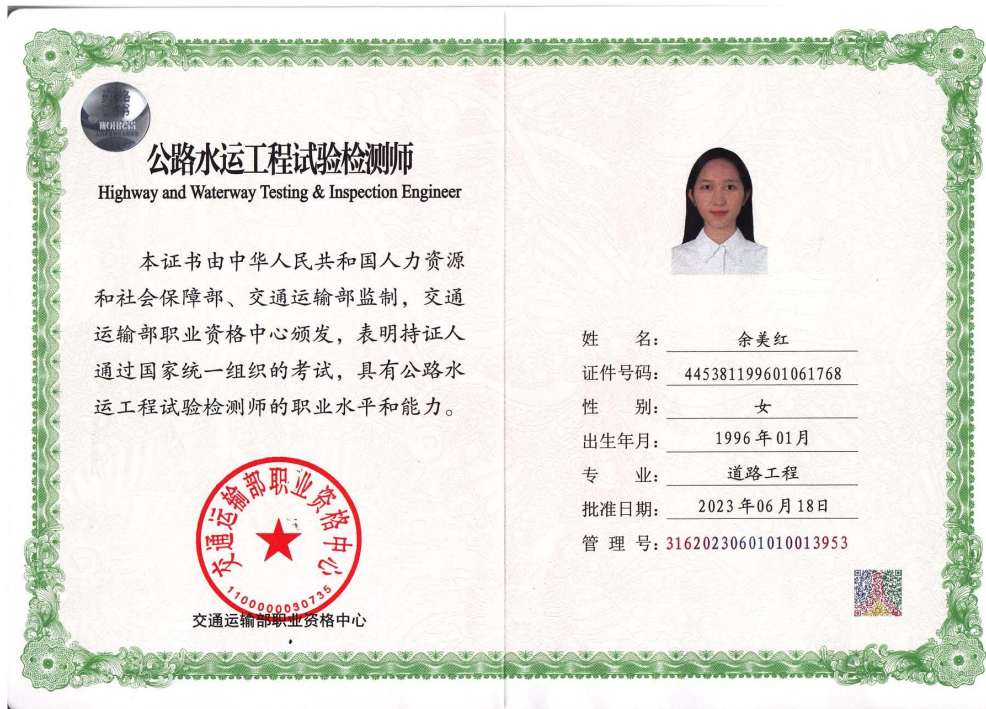 公路水运工程试验检测师
Highway and Waterway Testing & Inspection Engineer
本证书由中华人民共和国人力资源
和社会保障部、交通运输部监制，交通
运输部职业资格中心颁发，表明持证人
通过国家统一组织的考试，具有公路水
运工程试验检测师的职业水平和能力。
交通运输部职业资格中心
1100000030735
交通运输部职业资格中心
姓 名： 余美红
证件号码： 445381199601061768
性 别： 女
出生年月： 1996年01月
专 业： 道路工程
批准日期： 2023年06月18日
管 理 号： 31620230601010013953